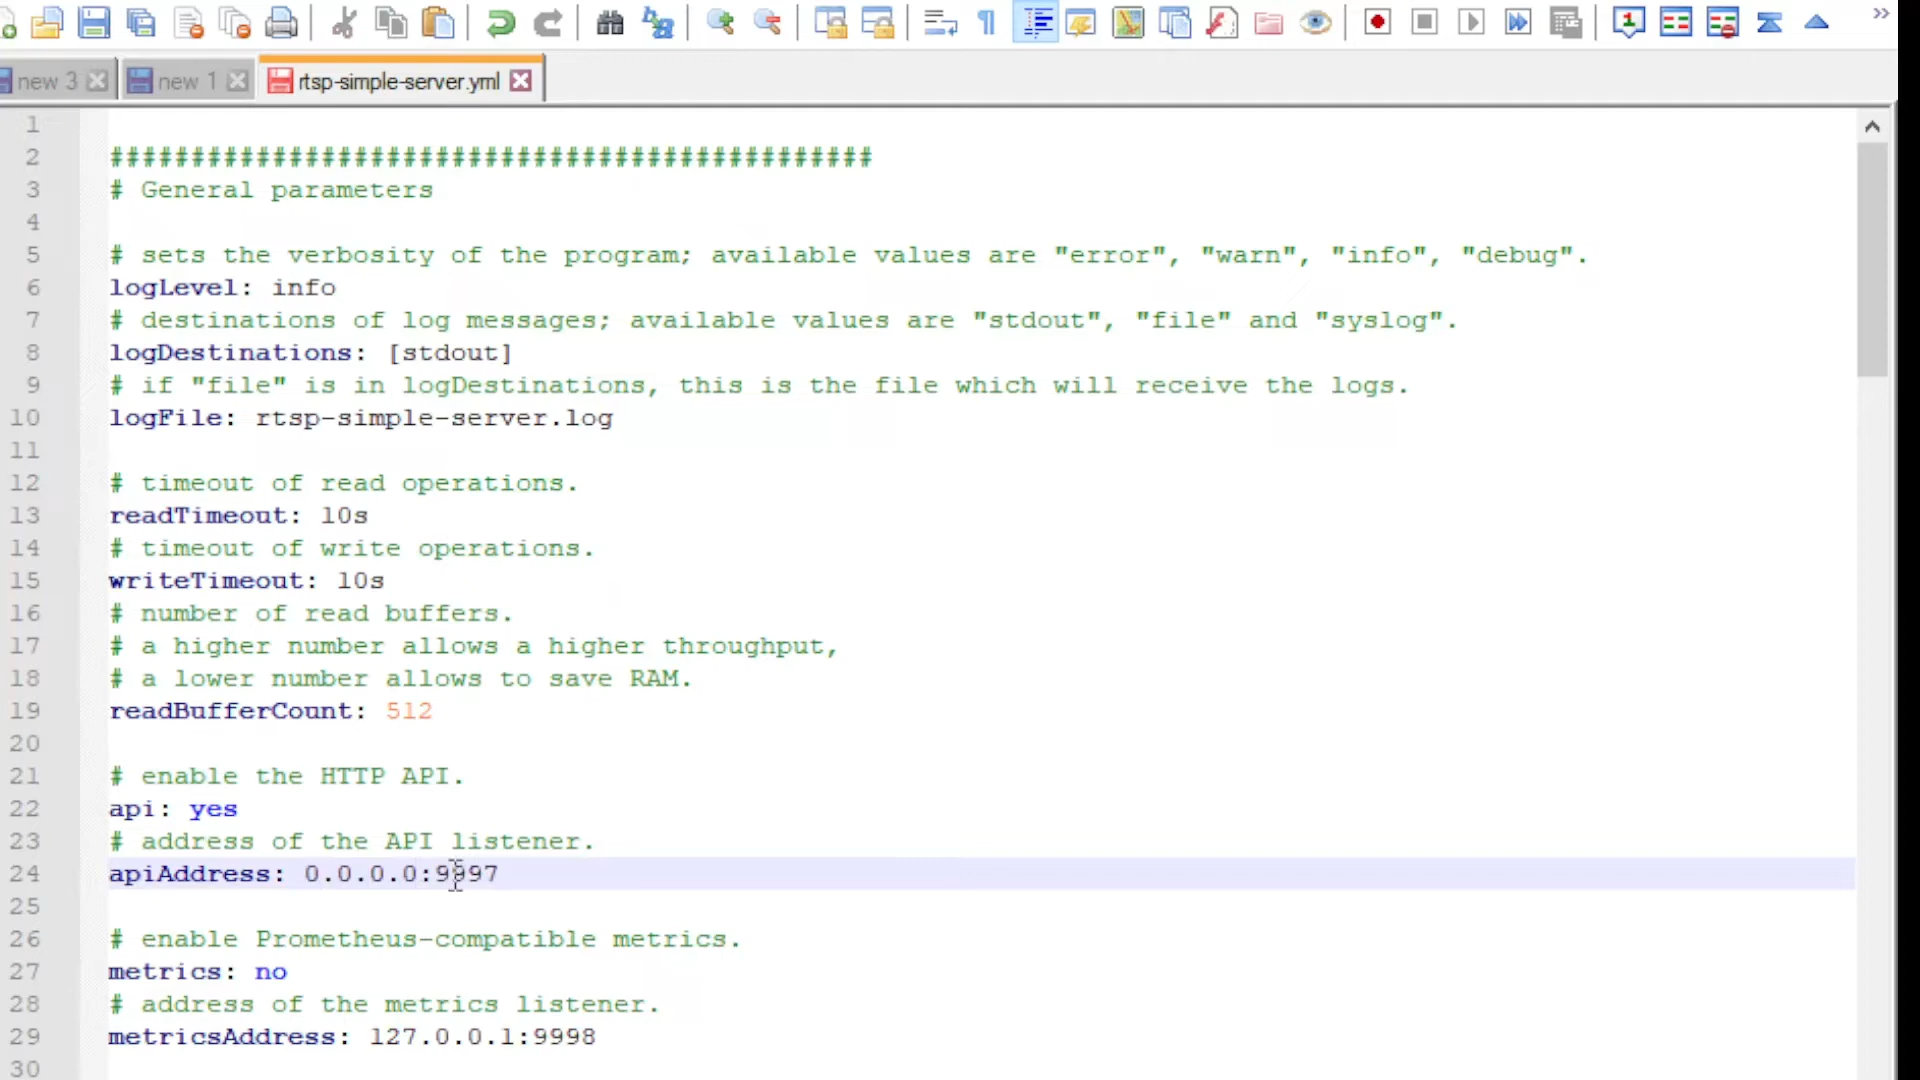 new 3
new 1
rtsp-simple-server.yml
1
2 ###############################################
3 # General parameters
4
5 # sets the verbosity of the program; available values are "error", "warn", "info", "debug".
6 logLevel: info
7 # destinations of log messages; available values are "stdout", "file" and "syslog".
8 logDestinations: [stdout]
9 # if "file" is in logDestinations, this is the file which will receive the logs.
10 logFile: rtsp-simple-server.log
11
12 # timeout of read operations.
13 readTimeout: 10s
14 # timeout of write operations.
15 writeTimeout: 10s
16 # number of read buffers.
17 # a higher number allows a higher throughput,
18 # a lower number allows to save RAM.
19 readBufferCount: 512
20
21 # enable the HTTP API.
22 api: yes
23 # address of the API listener.
24 apiAddress: 0.0.0.0:9997
25
26 # enable Prometheus-compatible metrics.
27 metrics: no
28 # address of the metrics listener.
29 metricsAddress: 127.0.0.1:9998
30